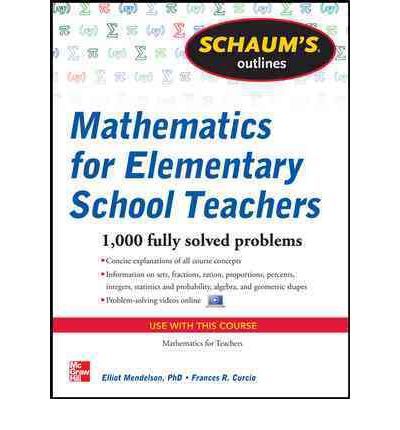 SCHAUM'S
outlines
Mathematics
for Elementary
School Teachers
1,000 fully solved problems
• Concise explanations of all course concepts
• Information on sets, fractions, ration, proportions, percents,
integers, statistics and probability, algebra, and geometric shapes
• Problem-solving videos online
USE WITH THIS COURSE
Mathematics for Teachers
Mc
Graw
Hill
Elliot Mendelson, PhD • Frances R. Curcio